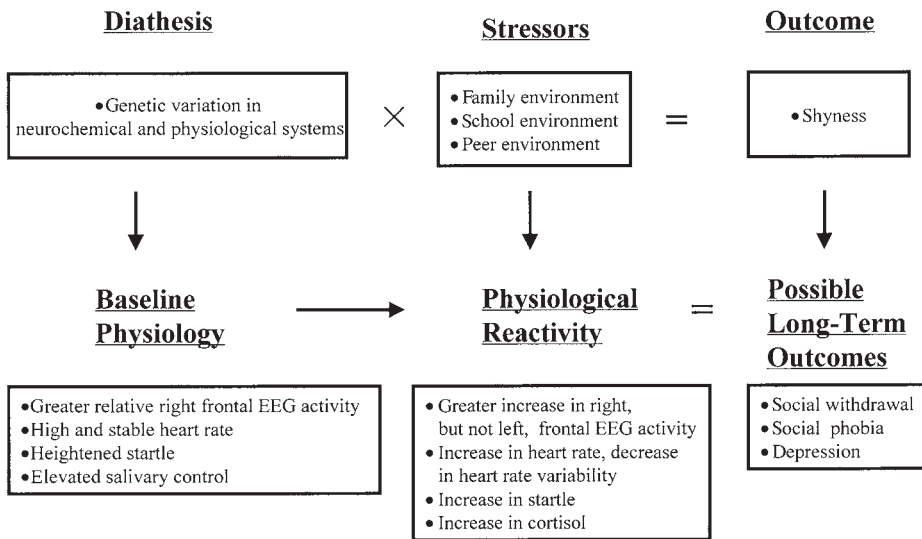 Diathesis
Stressors
Outcome
•Genetic variation in
neurochemical and physiological systems
×
• Family environment
• School environment
• Peer environment
=
• Shyness
Baseline
Physiology
Physiological
Reactivity
=
Possible
Long-Term
Outcomes
•Greater relative right frontal EEG activity
•High and stable heart rate
•Heightened startle
•Elevated salivary control
• Greater increase in right,
but not left, frontal EEG activity
• Increase in heart rate, decrease
in heart rate variability
• Increase in startle
• Increase in cortisol
• Social withdrawal
• Social phobia
• Depression